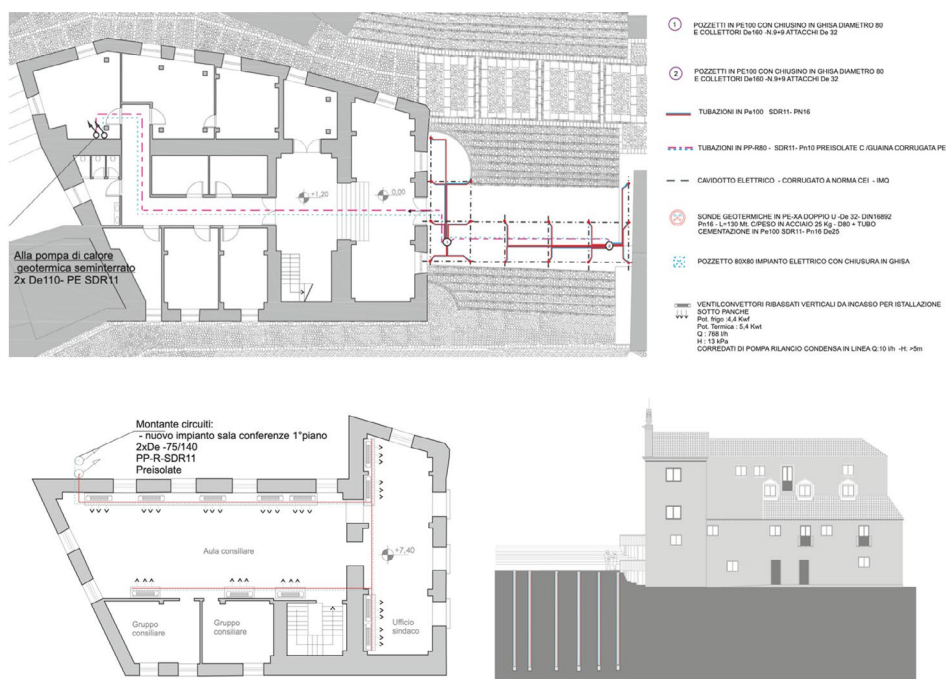 +1,20
0,00
Alla pompa di calore
geotermica seminterrato
2x De110- PE SDR11
1
POZZETTI IN PE100 CON CHIUSINO IN GHISA DIAMETRO 80
E COLLETTORI De160 -N.9+9 ATTACCHI De 32
2
POZZETTI IN PE100 CON CHIUSINO IN GHISA DIAMETRO 80
E COLLETTORI De160 -N.9+9 ATTACCHI De 32
TUBAZIONI IN Pe100 SDR11- PN16
TUBAZIONI IN PP-R80 - SDR11- Pn10 PREISOLATE C /GUAINA CORRUGATA PE
CAVIDOTTO ELETTRICO - CORRUGATO A NORMA CEI - IMQ
SONDE GEOTERMICHE IN PE-XA DOPPIO U -De 32- DIN16892
Pn16 - L=130 Mt. C/PESO IN ACCIAIO 25 Kg - D80 + TUBO
CEMENTAZIONE IN Pe100 SDR11- Pn16 De25
POZZETTO 80X80 IMPIANTO ELETTRICO CON CHIUSURA IN GHISA
VENTILCONVETTORI RIBASSATI VERTICALI DA INCASSO PER ISTALLAZIONE
SOTTO PANCHE
Pot. frigo :4,4 Kwf
Pot. Termica : 5,4 Kwt
Q : 768 l/h
H : 13 kPa
CORREDATI DI POMPA RILANCIO CONDENSA IN LINEA Q:10 l/h -H: >5m
Montante circuiti:
- nuovo impianto sala conferenze 1°piano
2xDe -75/140
PP-R-SDR11
Preisolate
Aula consiliare
+7,40
Gruppo
consiliare
Gruppo
consiliare
Ufficio
sindaco